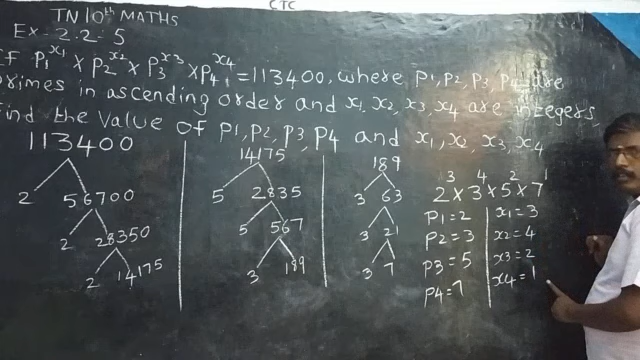 CTC
TN 10th MATHS
Ex-2.2:5
If P1^x1 × P2^x2 × P3^x3 × P4^x4 = 113400, where P1, P2, P3, P4 are
primes in ascending order and x1, x2, x3, x4 are integers,
Find the value of P1, P2, P3, P4 and x1, x2, x3, x4
113400
2 56700
2 28350
2 14175
14175
5 2835
5 567
3 189
189
3 63
3 21
3 7
2^3 × 3^4 × 5^2 × 7^1
P1=2
P2=3
P3=5
P4=7
x1=3
x2=4
x3=2
x4=1